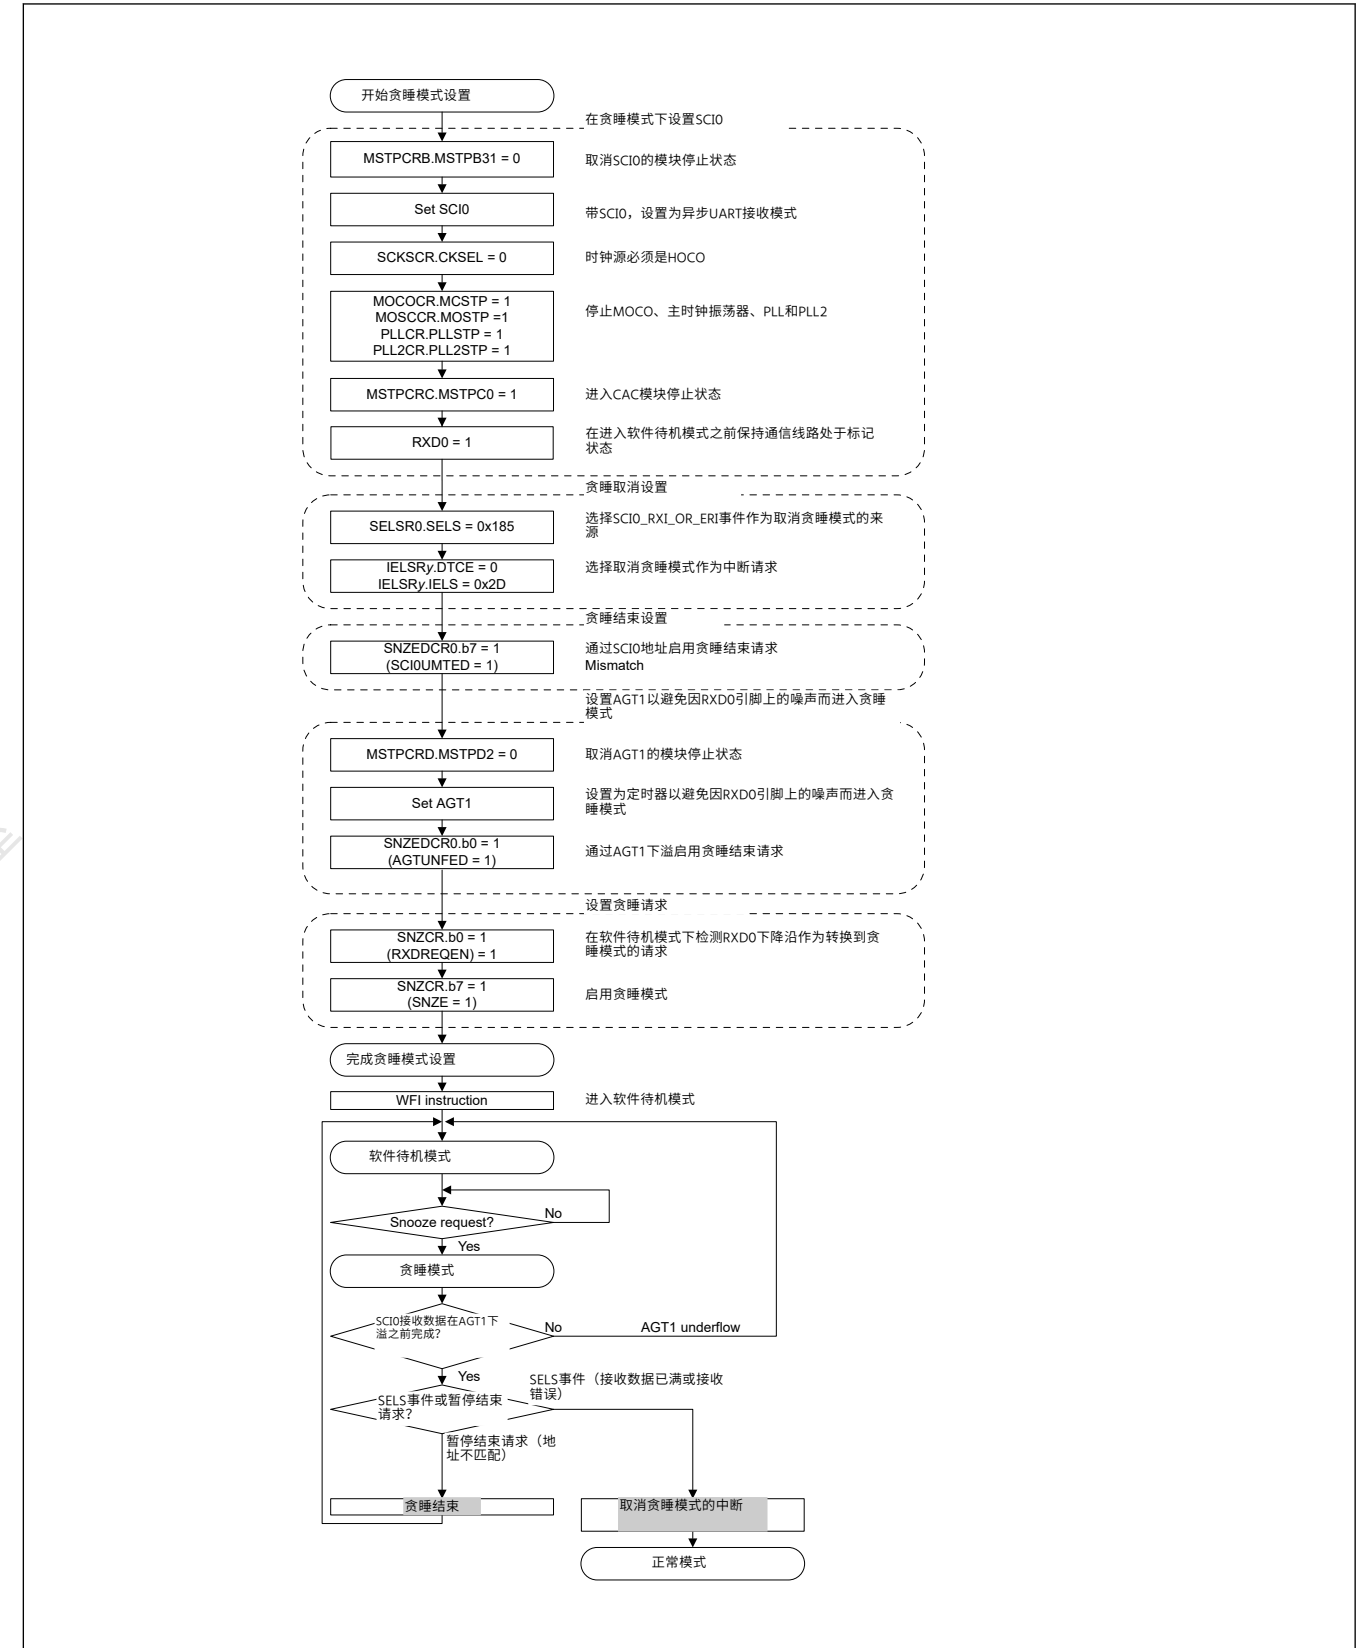 开始贪睡模式设置
在贪睡模式下设置SCI0
MSTPCRB.MSTPB31 = 0
取消SCI0的模块停止状态
Set SCI0
带SCI0，设置为异步UART接收模式
SCKSCR.CKSEL = 0
时钟源必须是HOCO
MOCOCR.MCSTP = 1
MOSCCR.MOSTP =1
PLLCR.PLLSTP = 1
PLL2CR.PLL2STP = 1
停止MOCO、主时钟振荡器、PLL和PLL2
MSTPCRC.MSTPC0 = 1
进入CAC模块停止状态
RXD0 = 1
在进入软件待机模式之前保持通信线路处于标记
状态
贪睡取消设置
SELSR0.SELS = 0x185
选择SCI0_RXI_OR_ERI事件作为取消贪睡模式的来
源
IELSRy.DTCE = 0
IELSRy.IELS = 0x2D
选择取消贪睡模式作为中断请求
贪睡结束设置
SNZEDCR0.b7 = 1
(SCI0UMTED = 1)
通过SCI0地址启用贪睡结束请求
Mismatch
设置AGT1以避免因RXD0引脚上的噪声而进入贪睡
模式
MSTPCRD.MSTPD2 = 0
取消AGT1的模块停止状态
Set AGT1
设置为定时器以避免因RXD0引脚上的噪声而进入贪
睡模式
SNZEDCR0.b0 = 1
(AGTUNFED = 1)
通过AGT1下溢启用贪睡结束请求
设置贪睡请求
SNZCR.b0 = 1
(RXDREQEN) = 1
在软件待机模式下检测RXD0下降沿作为转换到贪
睡模式的请求
SNZCR.b7 = 1
(SNZE = 1)
启用贪睡模式
完成贪睡模式设置
WFI instruction
进入软件待机模式
软件待机模式
Snooze request?
No
Yes
贪睡模式
SCI0接收数据在AGT1下
溢之前完成？
No
AGT1 underflow
Yes
SELS事件或暂停结束
请求？
SELS事件（接收数据已满或接收
错误）
暂停结束请求（地
址不匹配）
贪睡结束
取消贪睡模式的中断
正常模式